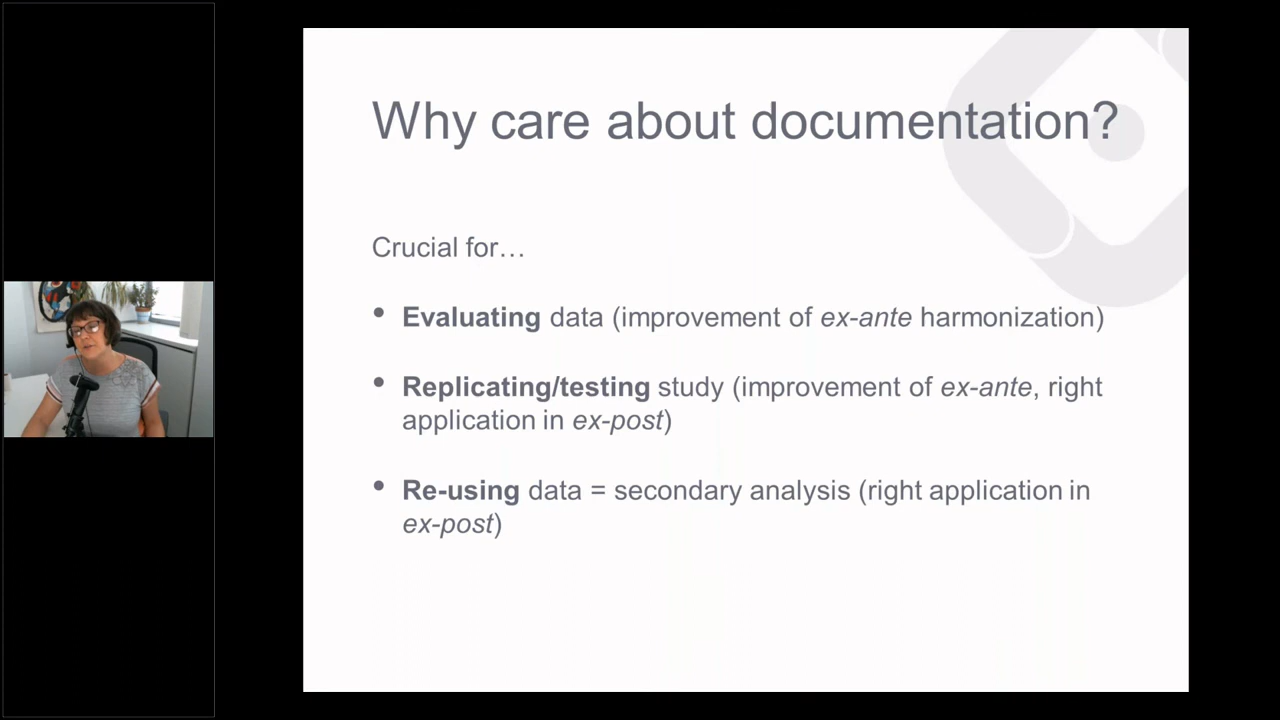 Why care about documentation?
Crucial for…
• Evaluating data (improvement of ex-ante harmonization)
• Replicating/testing study (improvement of ex-ante, right
application in ex-post)
• Re-using data = secondary analysis (right application in
ex-post)